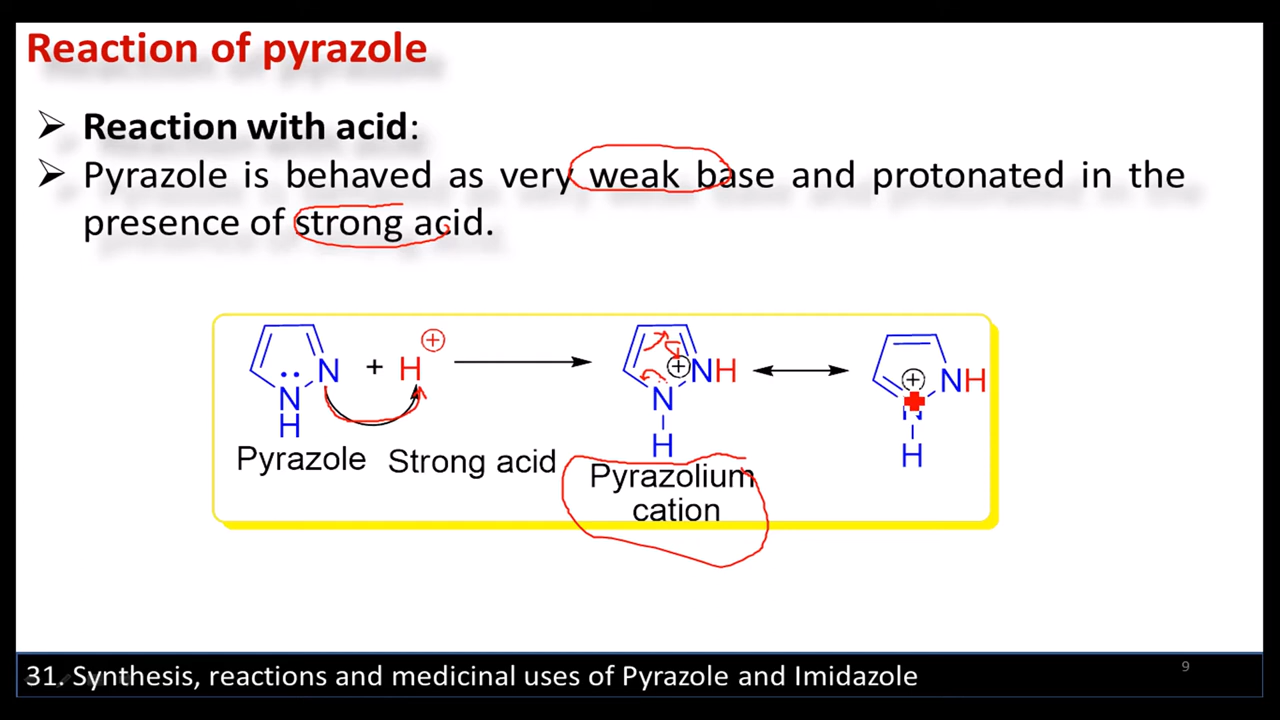 Reaction of pyrazole
➤ Reaction with acid:
➤ Pyrazole is behaved as very weak base and protonated in the
presence of strong acid.
N
N
H
+ H
+
Pyrazole
Strong acid
+
NH
N
H
Pyrazolium
cation
+
NH
N
H
31. Synthesis, reactions and medicinal uses of Pyrazole and Imidazole
9